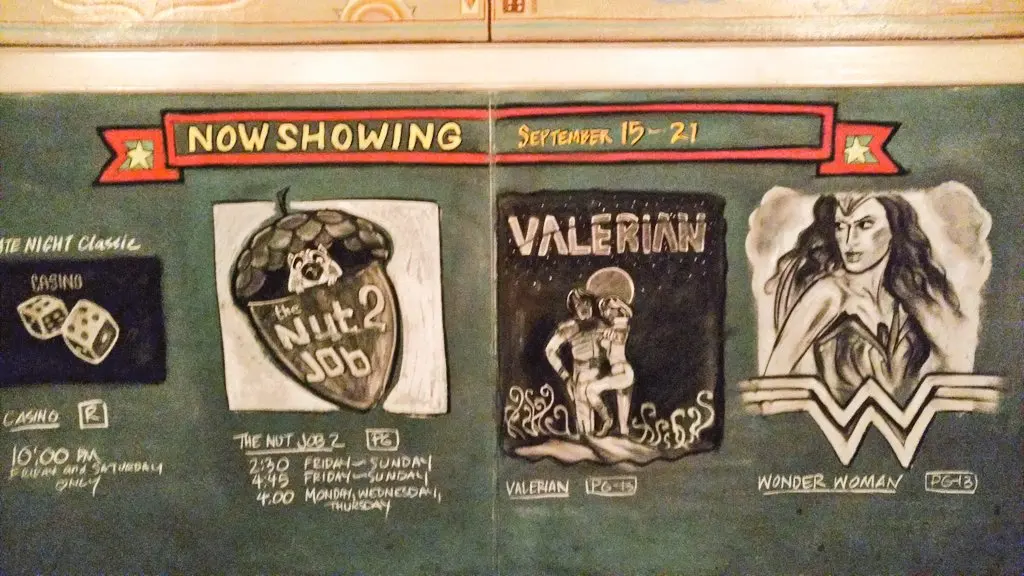 NOW SHOWING SEPTEMBER 15-21
ATE NIGHT Classic
CASINO
CASINO R
10:00 PM
FRIDAY and SATURDAY
ONLY
the
Nut 2
Job
THE NUT JOB 2 PG
2:30 FRIDAY-SUNDAY
4:45 FRIDAY-SUNDAY
4:00 MONDAY, WEDNESDAY,
THURSDAY
VALERIAN
VALERIAN PG-13
WONDER WOMAN PG-13